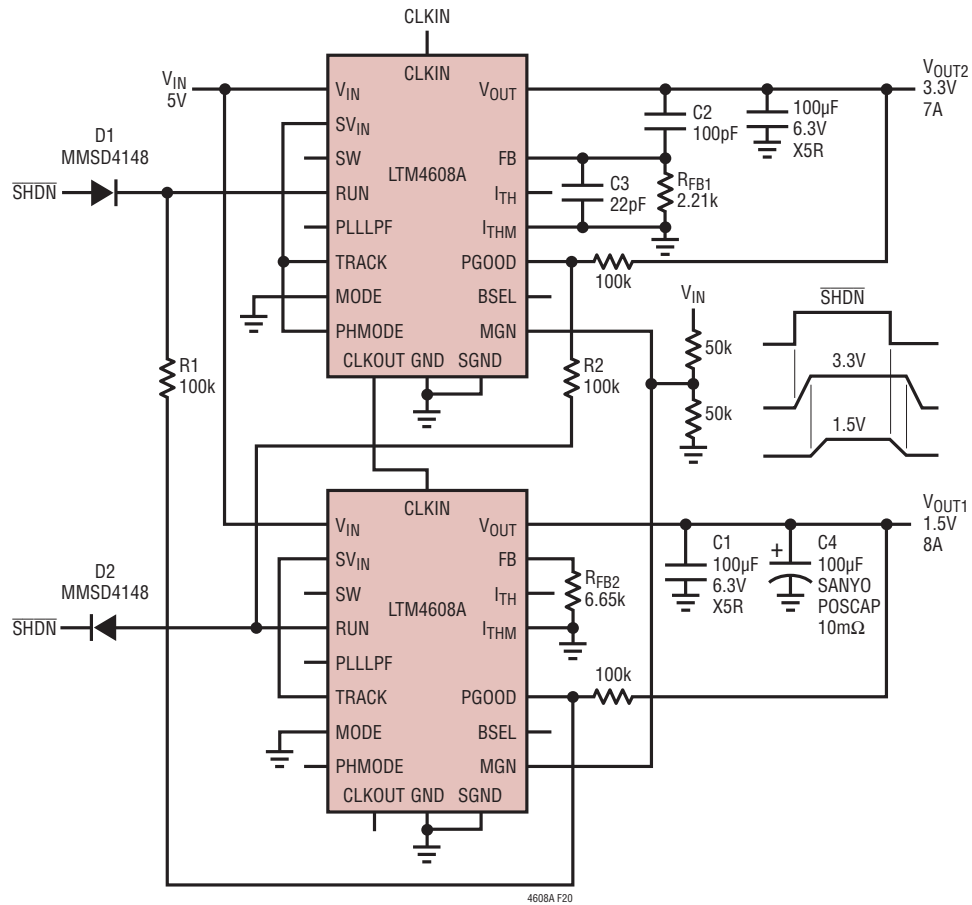 CLKIN
VIN
5V
D1
MMSD4148
SHDN
CLKIN
VIN
SVIN
SW
RUN
PLLLPF
TRACK
MODE
PHMODE
CLKOUT GND SGND
LTM4608A
VOUT
FB
ITH
ITHM
PGOOD
BSEL
MGN
C2
100pF
C3
22pF
RFB1
2.21k
100µF
6.3V
X5R
VOUT2
3.3V
7A
100k
R1
100k
R2
100k
VIN
50k
50k
SHDN
3.3V
1.5V
D2
MMSD4148
SHDN
CLKIN
VIN
SVIN
SW
RUN
PLLLPF
TRACK
MODE
PHMODE
CLKOUT GND SGND
LTM4608A
VOUT
FB
ITH
ITHM
PGOOD
BSEL
MGN
RFB2
6.65k
100k
C1
100µF
6.3V
X5R
+
C4
100µF
SANYO
POSCAP
10mΩ
VOUT1
1.5V
8A
4608A F20